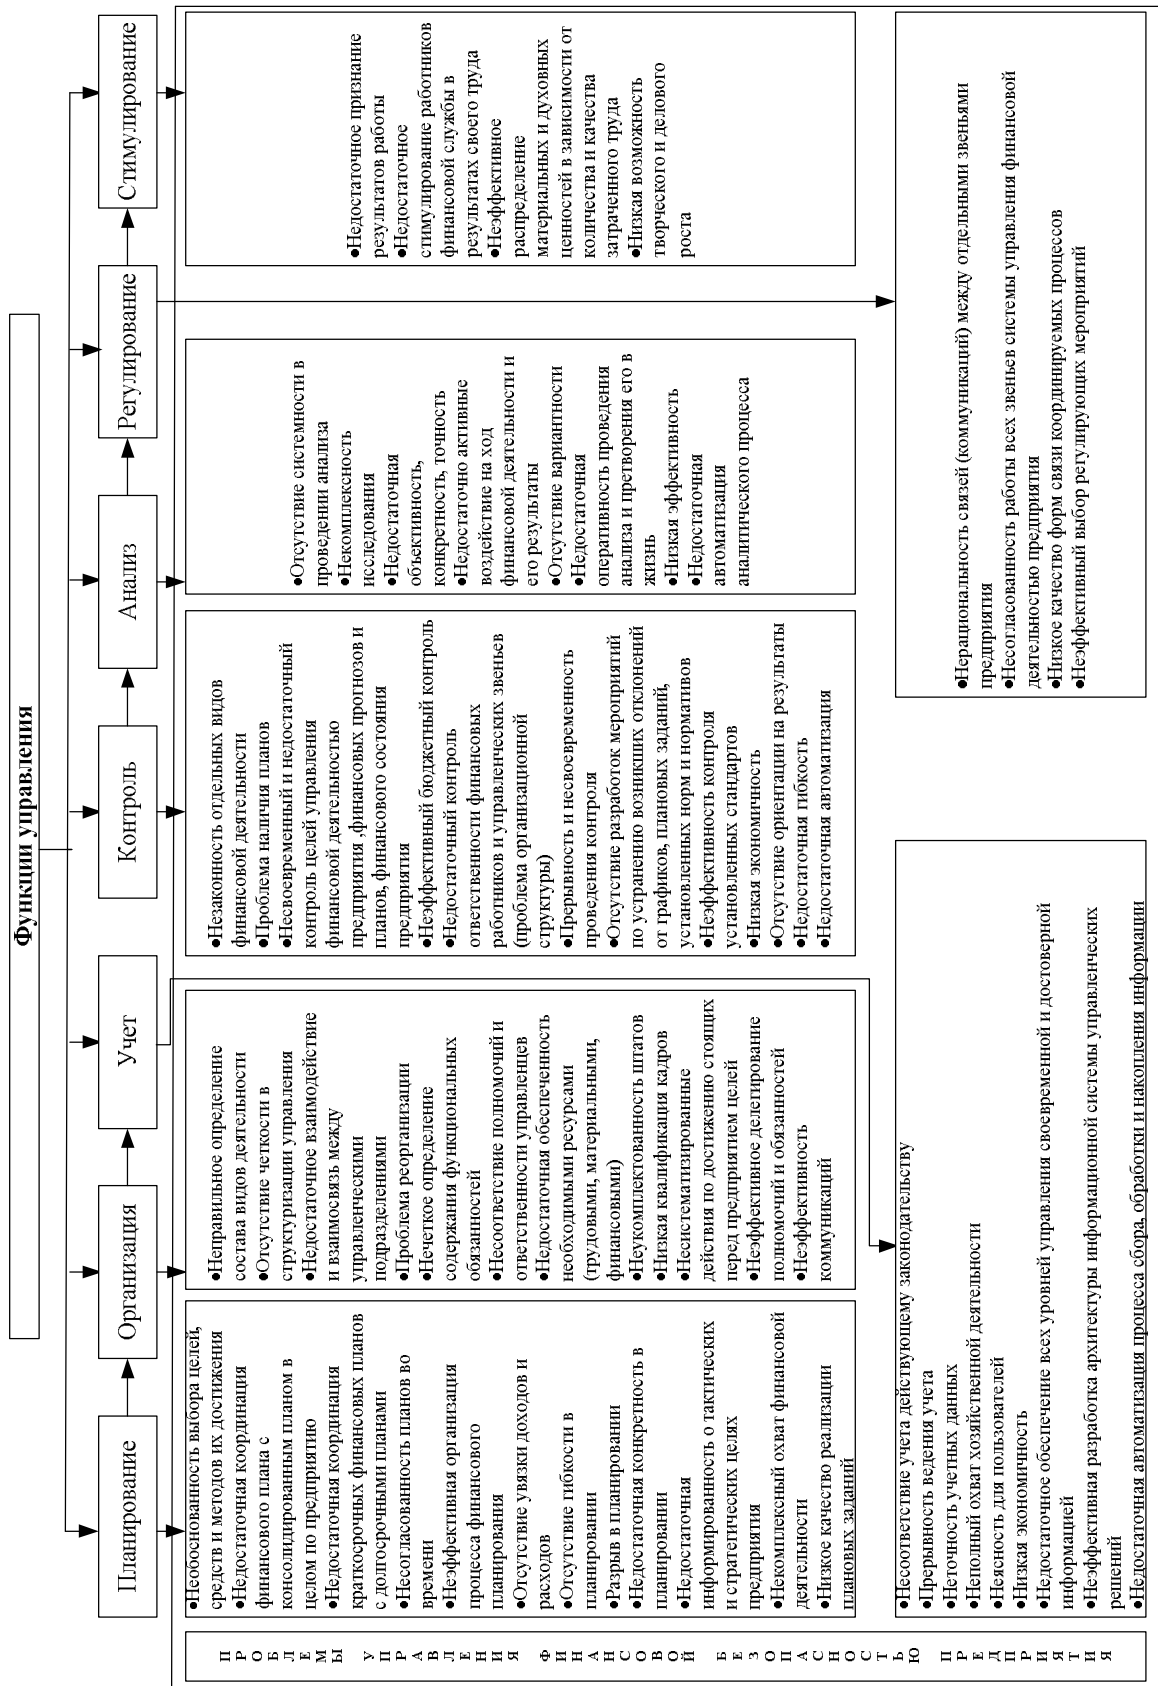 Функции управления
Планирование
Организация
Учет
Контроль
Анализ
Регулирование
Стимулирование
ПРОБЛЕМЫ УПРАВЛЕНИЯ ФИНАНСОВОЙ БЕЗОПАСНОСТЬЮ ПРЕДПРИЯТИЯ
●Необоснованность выбора целей,
средств и методов их достижения
●Недостаточная координация
финансового плана с
консолидированным планом в
целом по предприятию
●Недостаточная координация
краткосрочных финансовых планов
с долгосрочными планами
●Несогласованность планов во
времени
●Неэффективная организация
процесса финансового
планирования
●Отсутствие увязки доходов и
расходов
●Отсутствие гибкости в
планировании
●Разрыв в планировании
●Недостаточная конкретность в
планировании
●Недостаточная
информированность о тактических
и стратегических целях
предприятия
●Некомплексный охват финансовой
деятельности
●Низкое качество реализации
плановых заданий
●Неправильное определение
состава видов деятельности
●Отсутствие четкости в
структуризации управления
●Недостаточное взаимодействие
и взаимосвязь между
управленческими
подразделениями
●Проблема реорганизации
●Нечеткое определение
содержания функциональных
обязанностей
●Несоответствие полномочий и
ответственности управленцев
●Недостаточная обеспеченность
необходимыми ресурсами
(трудовыми, материальными,
финансовыми)
●Неукомплектованность штатов
●Низкая квалификация кадров
●Несистематизированные
действия по достижению стоящих
перед предприятием целей
●Неэффективное делегирование
полномочий и обязанностей
●Неэффективность
коммуникаций
●Незаконность отдельных видов
финансовой деятельности
●Проблема наличия планов
●Несвоевременный и недостаточный
контроль целей управления
финансовой деятельностью
предприятия ,финансовых прогнозов и
планов, финансового состояния
предприятия
●Неэффективный бюджетный контроль
●Недостаточный контроль
ответственности финансовых
работников и управленческих звеньев
(проблема организационной
структуры)
●Прерывность и несвоевременность
проведения контроля
●Отсутствие разработок мероприятий
по устранению возникших отклонений
от графиков, плановых заданий,
установленных норм и нормативов
●Неэффективность контроля
установленных стандартов
●Низкая экономичность
●Отсутствие ориентации на результаты
●Недостаточная гибкость
●Недостаточная автоматизация
●Отсутствие системности в
проведении анализа
●Некомплексность
исследования
●Недостаточная
объективность,
конкретность, точность
●Недостаточно активные
воздействие на ход
финансовой деятельности и
его результаты
●Отсутствие вариантности
●Недостаточная
оперативность проведения
анализа и претворения его в
жизнь
●Низкая эффективность
●Недостаточная
автоматизация
аналитического процесса
●Недостаточное признание
результатов работы
●Недостаточное
стимулирование работников
финансовой службы в
результатах своего труда
●Неэффективное
распределение
материальных и духовных
ценностей в зависимости от
количества и качества
затраченного труда
●Низкая возможность
творческого и делового
роста
●Несоответствие учета действующему законодательству
●Прерывность ведения учета
●Неточность учетных данных
●Неполный охват хозяйственной деятельности
●Неясность для пользователей
●Низкая экономичность
●Недостаточное обеспечение всех уровней управления своевременной и достоверной
информацией
●Неэффективная разработка архитектуры информационной системы управленческих
решений
●Недостаточная автоматизация процесса сбора, обработки и накопления информации
●Нерациональность связей (коммуникаций) между отдельными звеньями
предприятия
●Несогласованность работы всех звеньев системы управления финансовой
деятельностью предприятия
●Низкое качество форм связи координируемых процессов
●Неэффективный выбор регулирующих мероприятий